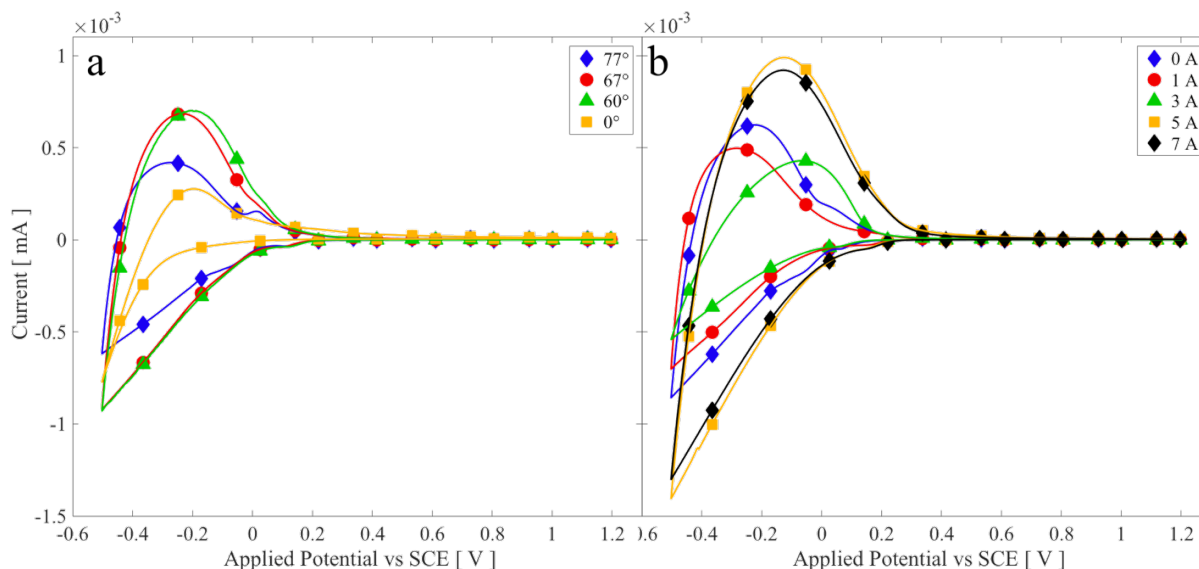 ×10⁻³
×10⁻³
a
b
77°
67°
60°
0°
0 A
1 A
3 A
5 A
7 A
1
0.5
0
-0.5
-1
-1.5
Current [ mA ]
-0.6 -0.4 -0.2 0 0.2 0.4 0.6 0.8 1 1.2
0.6 -0.4 -0.2 0 0.2 0.4 0.6 0.8 1 1.2
Applied Potential vs SCE [ V ]
Applied Potential vs SCE [ V ]